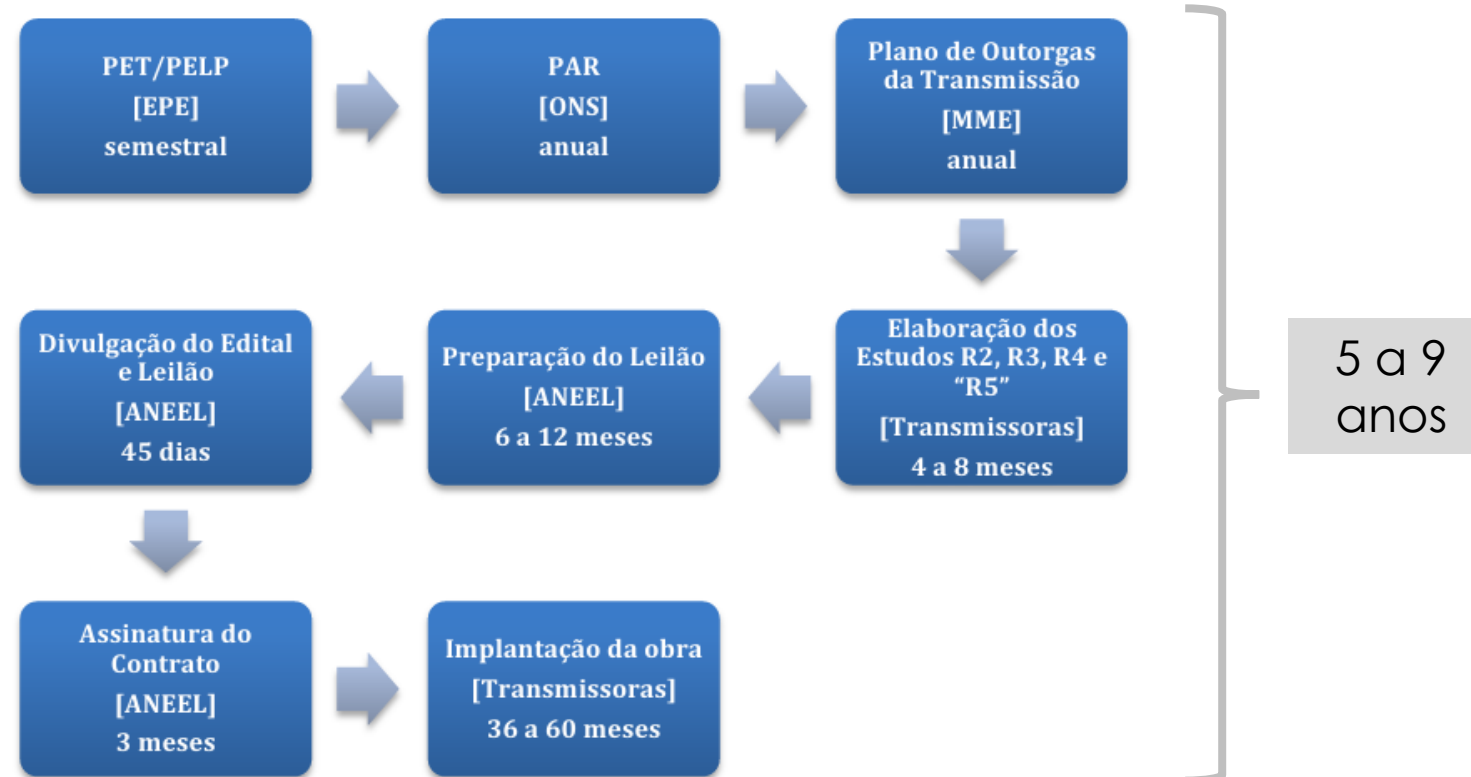 PET/PELP
[EPE]
semestral
PAR
[ONS]
anual
Plano de Outorgas
da Transmissão
[MME]
anual
Elaboração dos
Estudos R2, R3, R4 e
“R5”
[Transmissoras]
4 a 8 meses
Preparação do Leilão
[ANEEL]
6 a 12 meses
Divulgação do Edital
e Leilão
[ANEEL]
45 dias
Assinatura do
Contrato
[ANEEL]
3 meses
Implantação da obra
[Transmissoras]
36 a 60 meses
5 a 9
anos